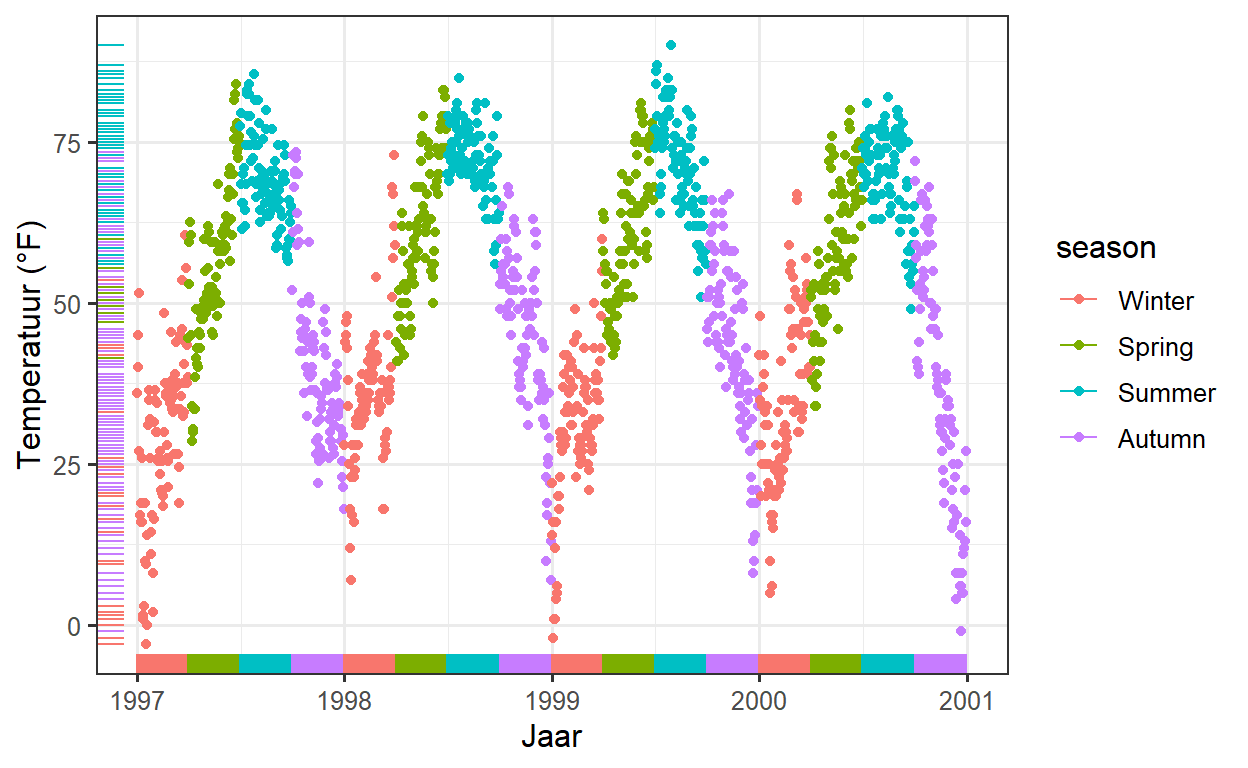 Temperatuur (°F)
75
50
25
0
1997 1998 1999 2000 2001
Jaar
season
Winter
Spring
Summer
Autumn